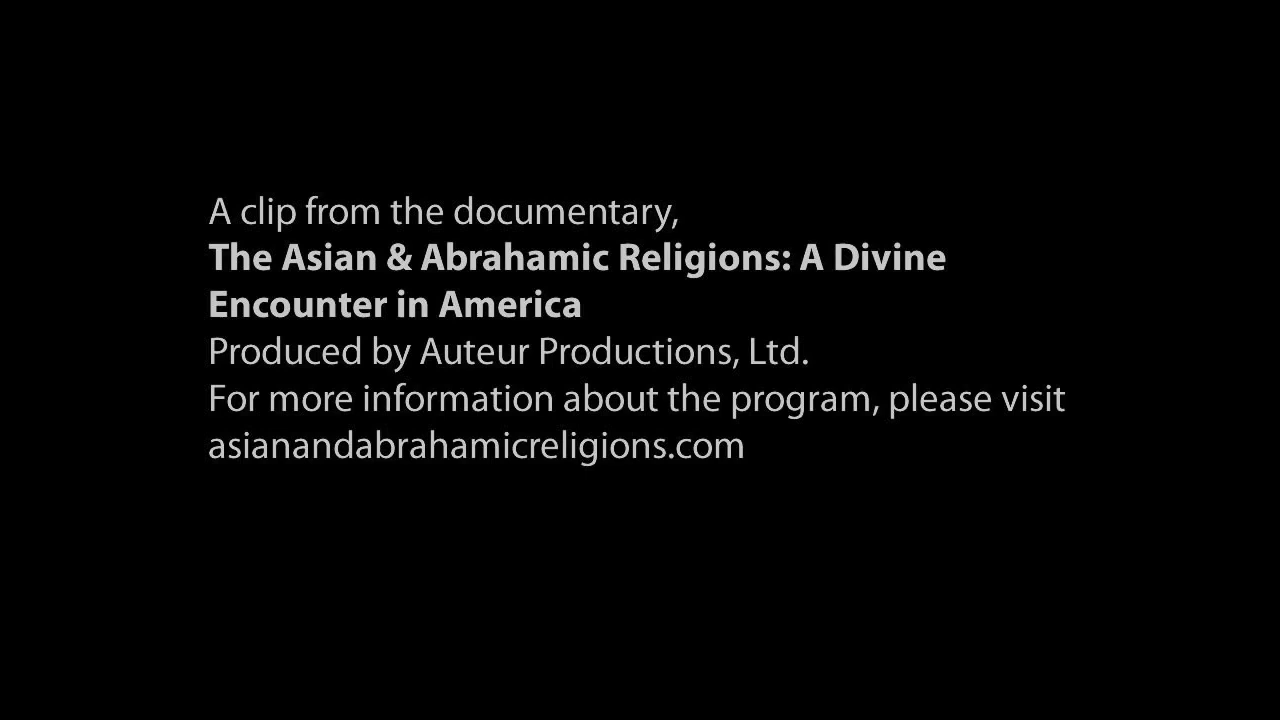 A clip from the documentary,
The Asian & Abrahamic Religions: A Divine
Encounter in America
Produced by Auteur Productions, Ltd.
For more information about the program, please visit
asianandabrahamicreligions.com